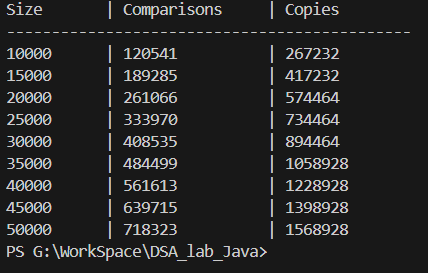 Size | Comparisons | Copies
---------------------------------------------
10000 | 120541 | 267232
15000 | 189285 | 417232
20000 | 261066 | 574464
25000 | 333970 | 734464
30000 | 408535 | 894464
35000 | 484499 | 1058928
40000 | 561613 | 1228928
45000 | 639715 | 1398928
50000 | 718323 | 1568928
PS G:\WorkSpace\DSA_lab_Java>